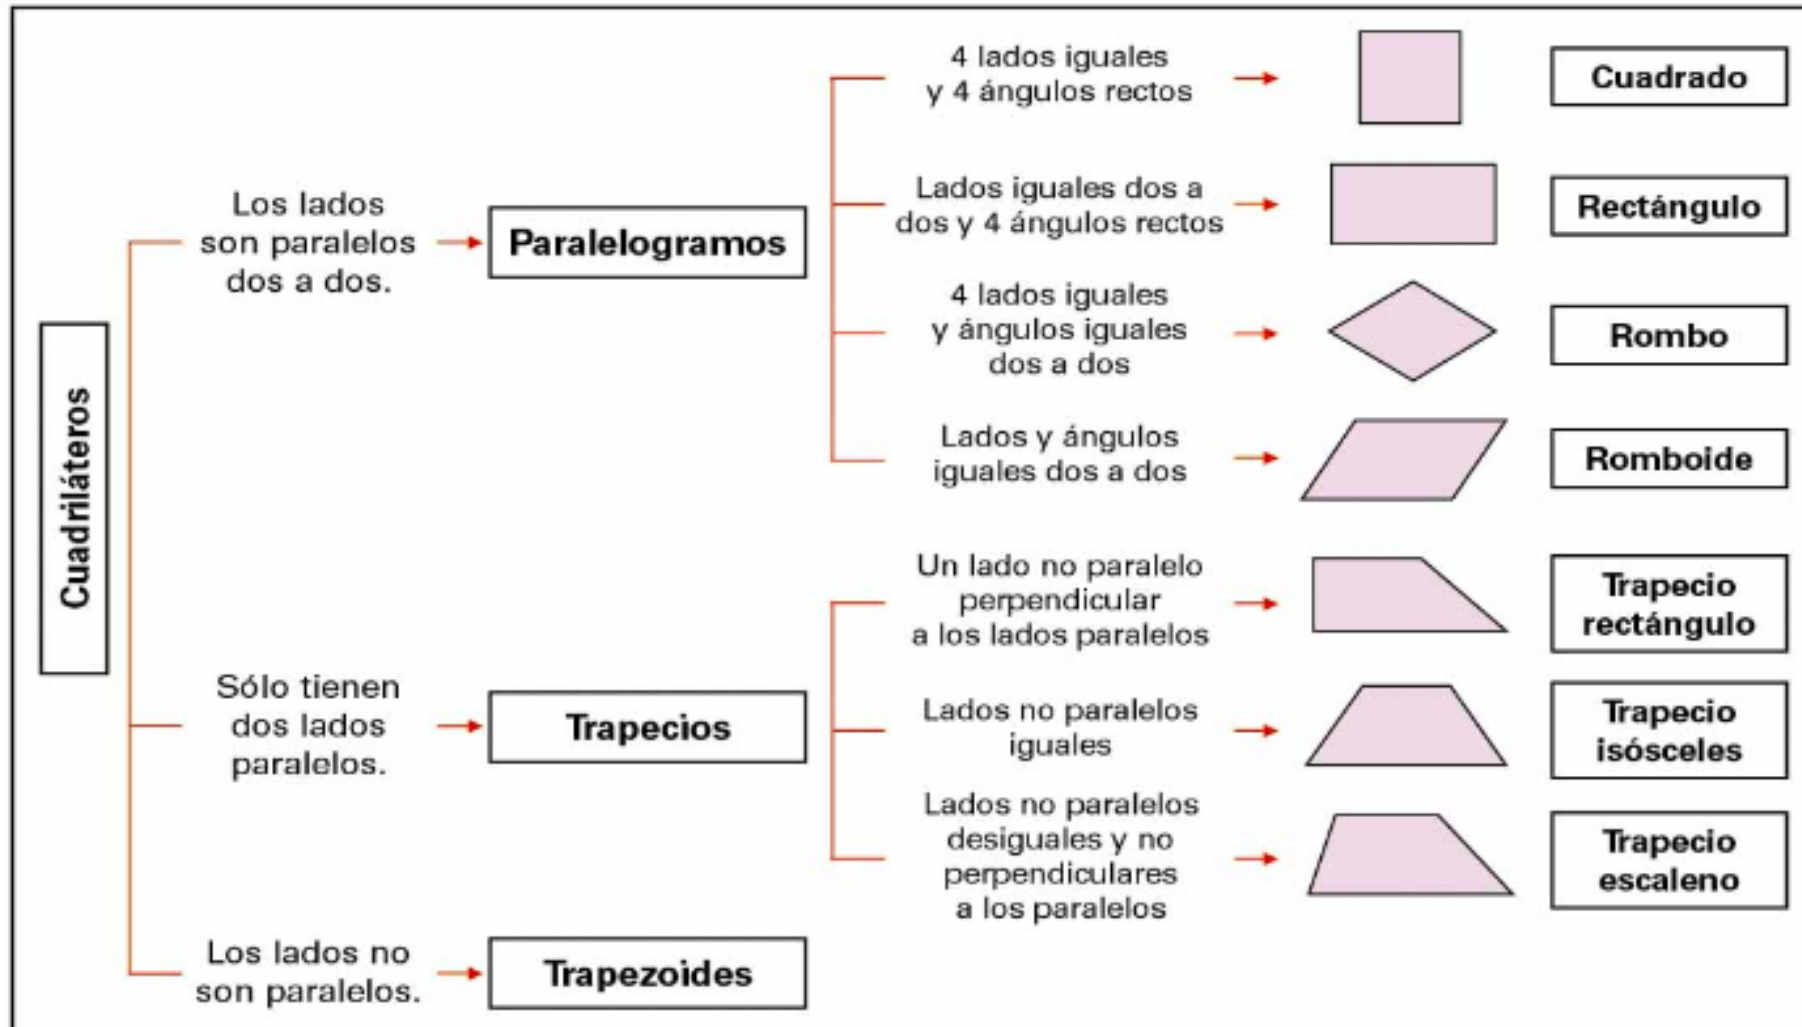 Cuadriláteros
Los lados
son paralelos
dos a dos.
Paralelogramos
4 lados iguales
y 4 ángulos rectos
Cuadrado
Lados iguales dos a
dos y 4 ángulos rectos
Rectángulo
4 lados iguales
y ángulos iguales
dos a dos
Rombo
Lados y ángulos
iguales dos a dos
Romboide
Sólo tienen
dos lados
paralelos.
Trapecios
Un lado no paralelo
perpendicular
a los lados paralelos
Trapecio
rectángulo
Lados no paralelos
iguales
Trapecio
isósceles
Lados no paralelos
desiguales y no
perpendiculares
a los paralelos
Trapecio
escaleno
Los lados no
son paralelos.
Trapezoides